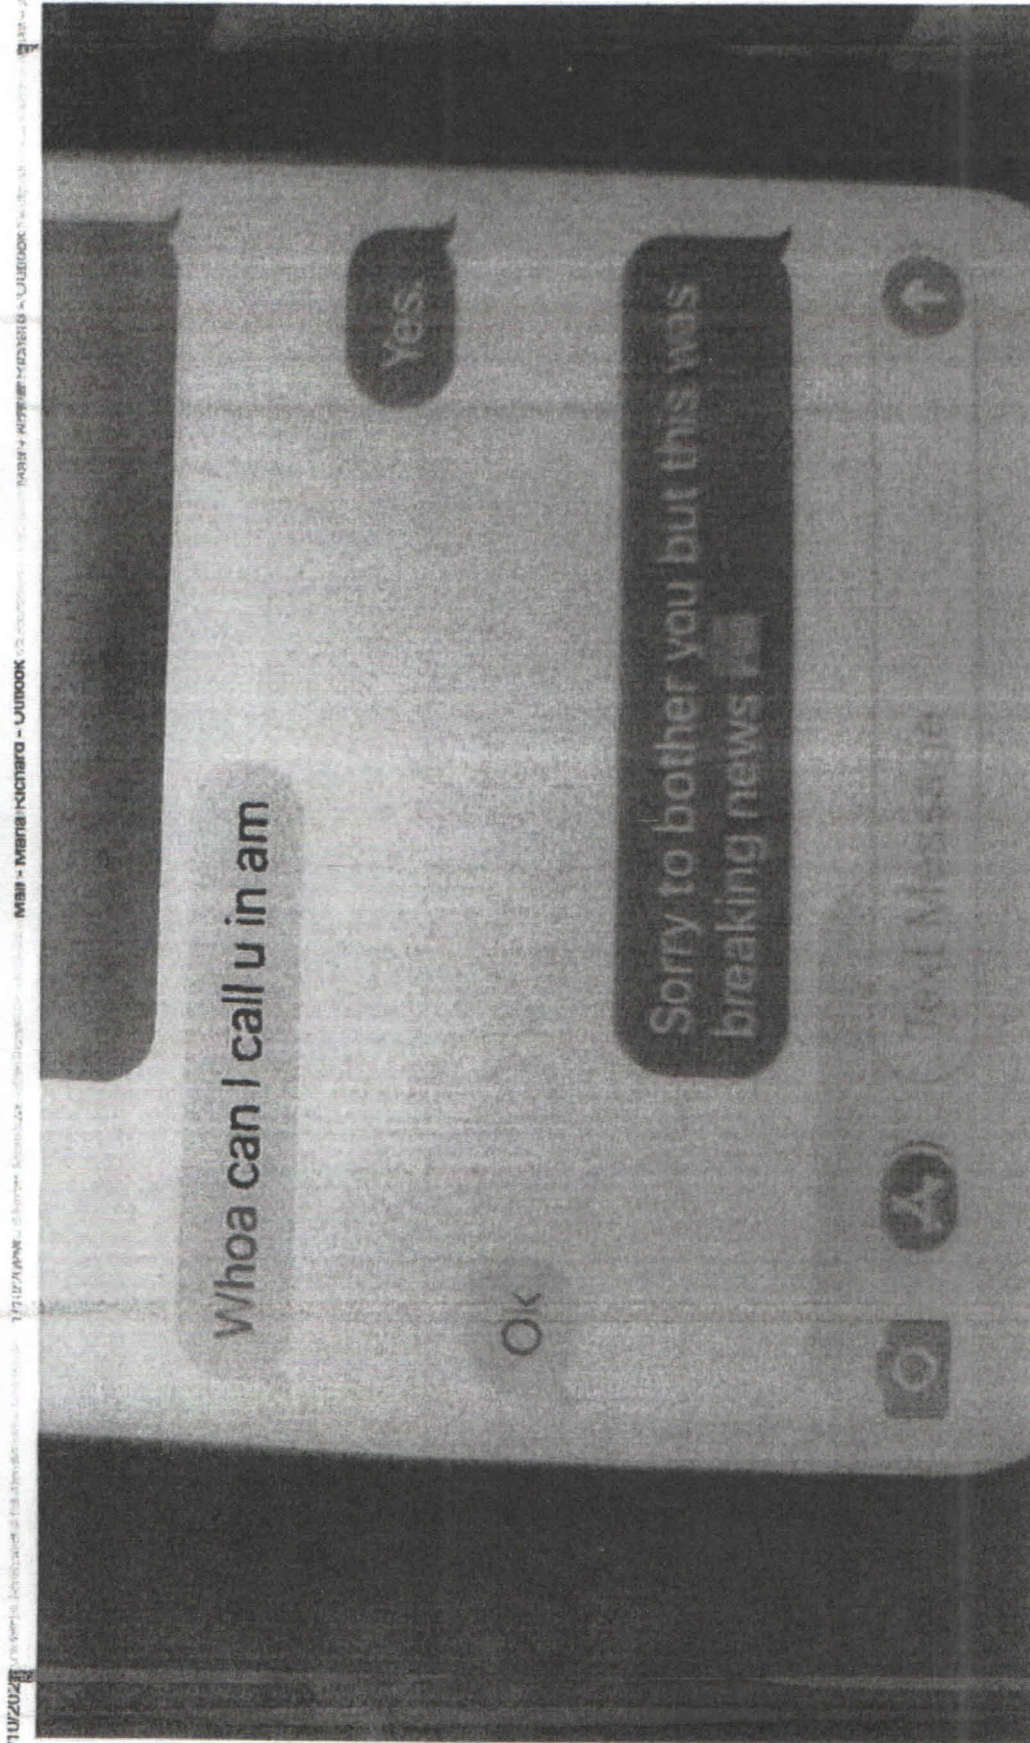 Mail - Maria Richard - Outlook
Whoa can I call u in am
Yes.
Ok
Sorry to bother you but this was
breaking news
Text Message